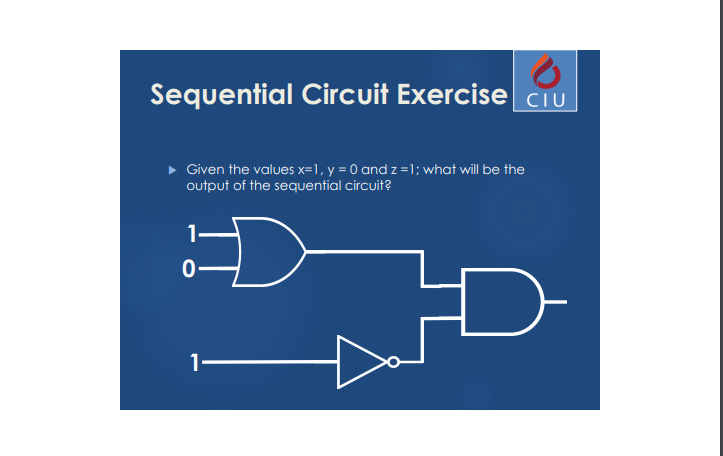 Sequential Circuit Exercise
CIU
Given the values x=1, y = 0 and z =1; what will be the
output of the sequential circuit?
1
0
1